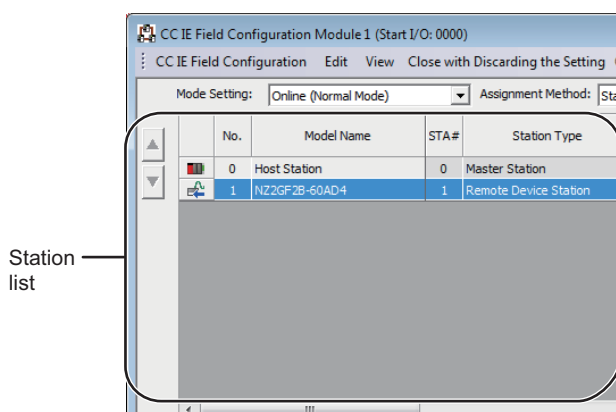 CC IE Field Configuration Module 1 (Start I/O: 0000)
CC IE Field Configuration Edit View Close with Discarding the Setting
Mode Setting: Online (Normal Mode) Assignment Method: Sta
No. Model Name STA# Station Type
0 Host Station 0 Master Station
1 NZ2GF2B-60AD4 1 Remote Device Station
Station
list